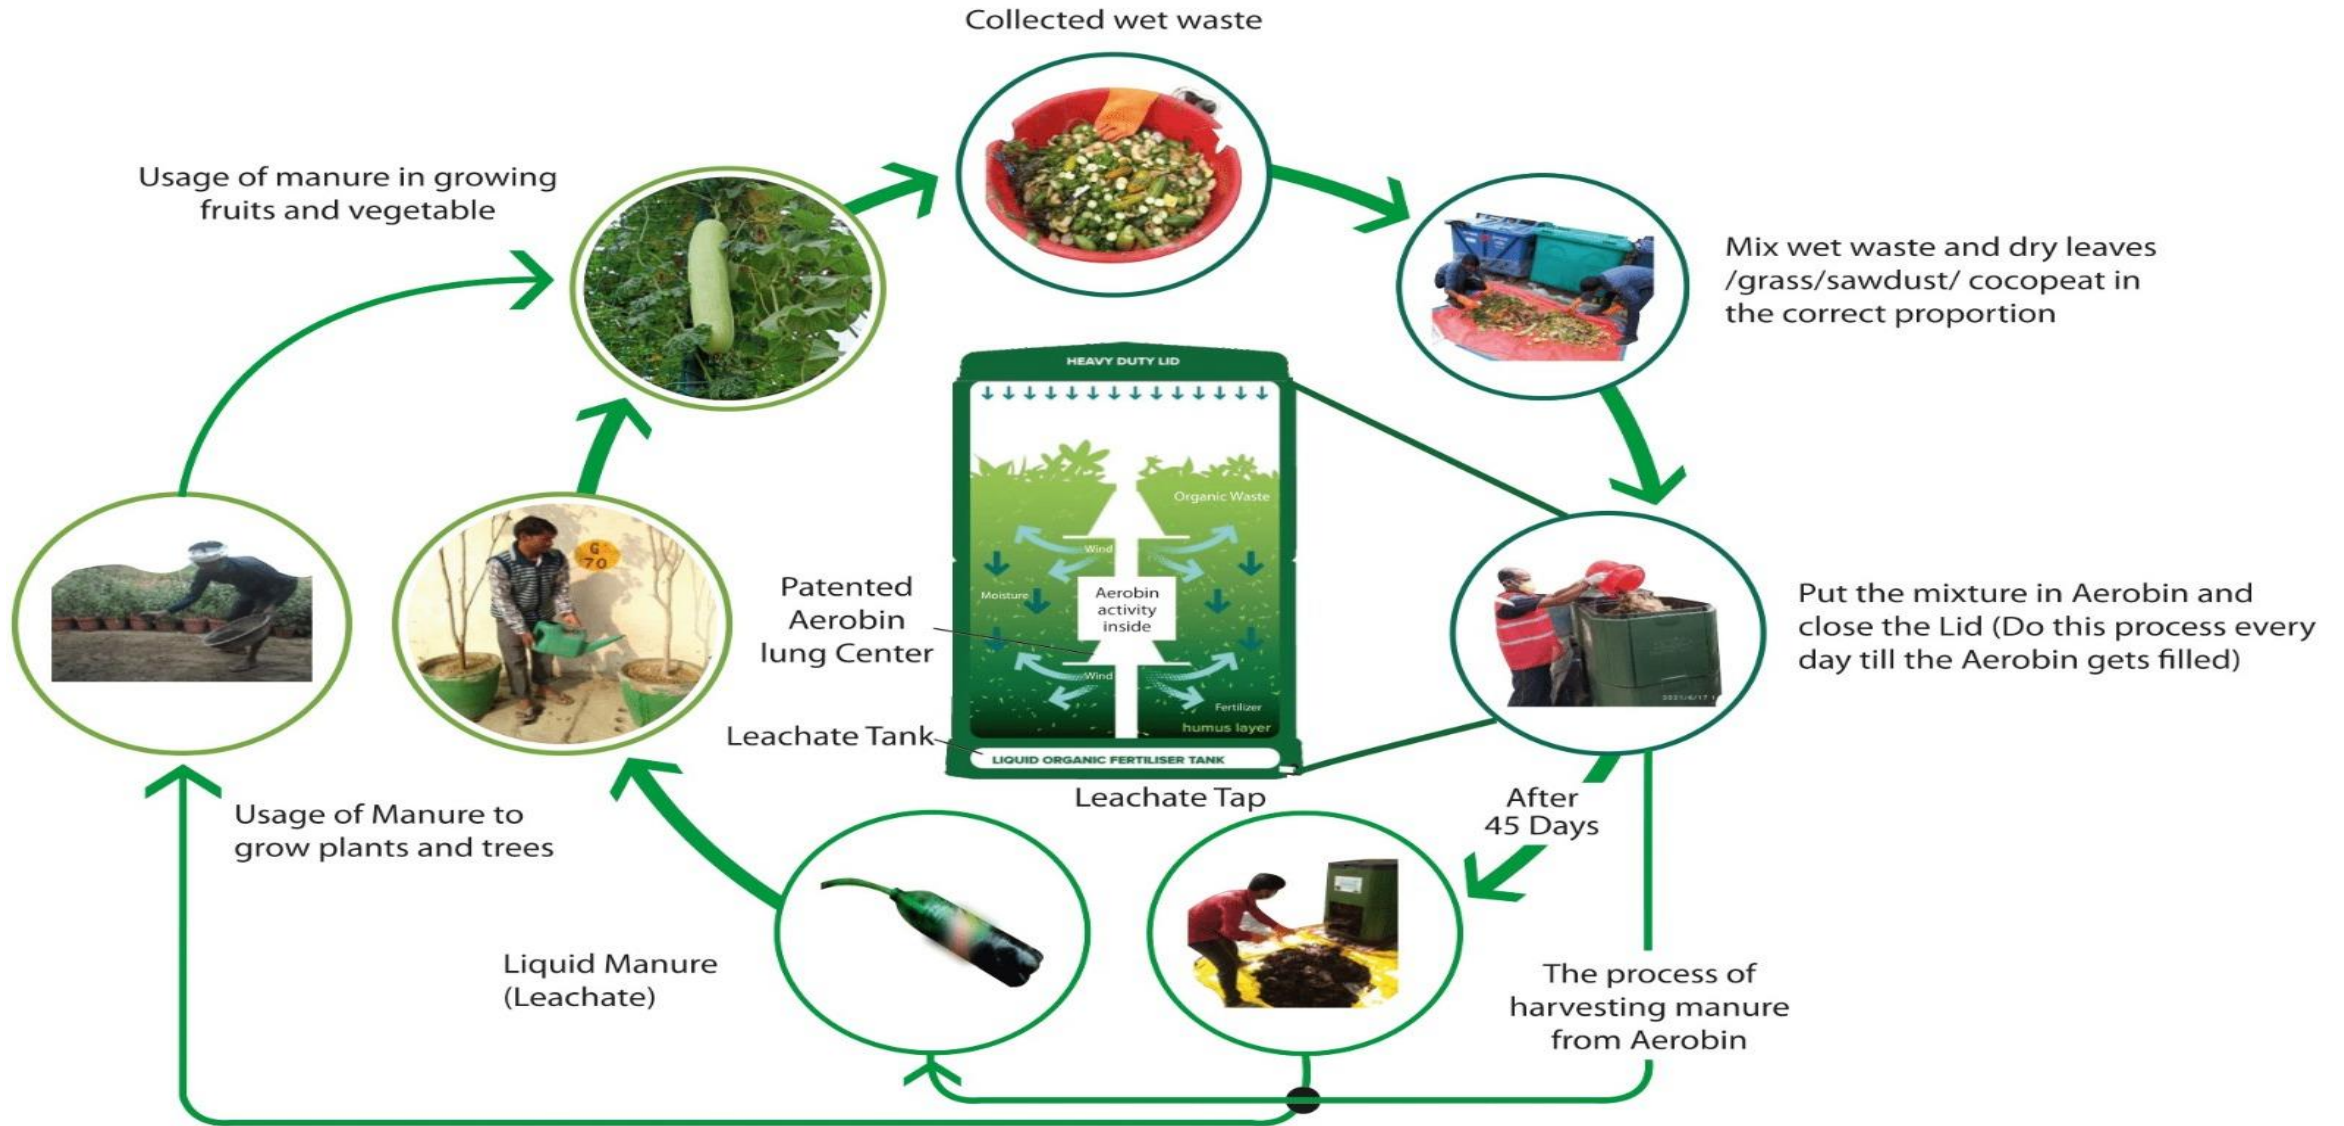 Collected wet waste
Usage of manure in growing
fruits and vegetable
Mix wet waste and dry leaves
/grass/sawdust/ cocopeat in
the correct proportion
HEAVY DUTY LID
Organic Waste
Wind
Moisture
Aerobin
activity
inside
Wind
Fertilizer
humus layer
LIQUID ORGANIC FERTILISER TANK
Patented
Aerobin
lung Center
Leachate Tank
Leachate Tap
G
70
Put the mixture in Aerobin and
close the Lid (Do this process every
day till the Aerobin gets filled)
After
45 Days
Usage of Manure to
grow plants and trees
Liquid Manure
(Leachate)
The process of
harvesting manure
from Aerobin